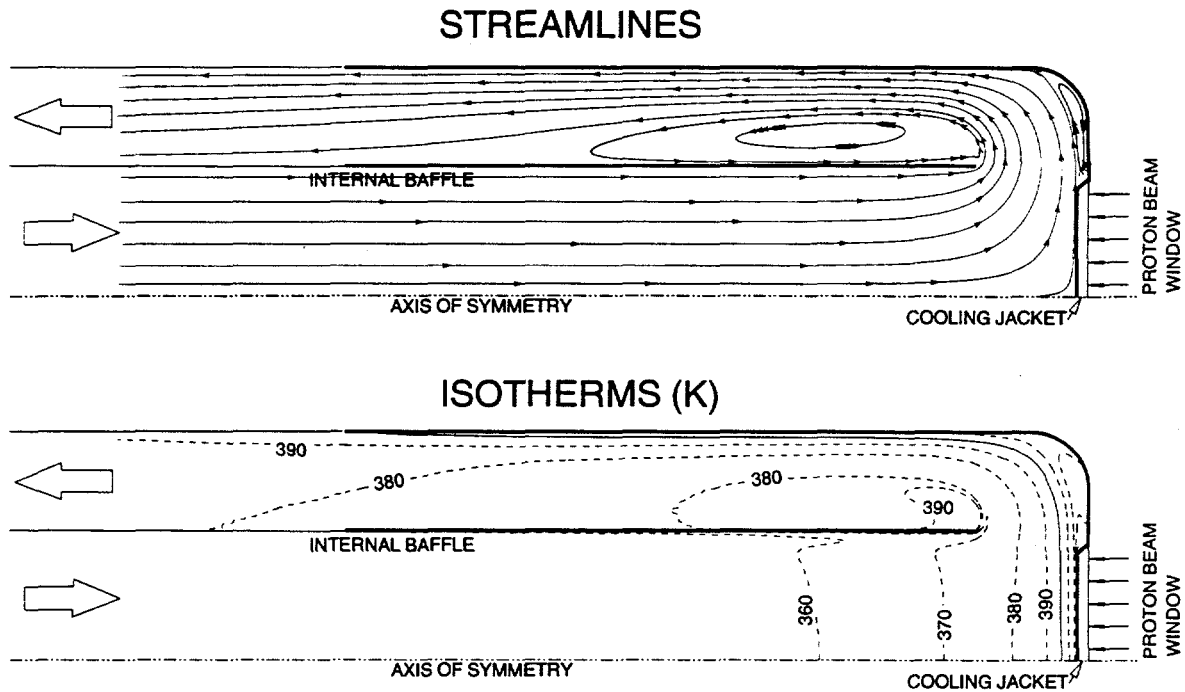 STREAMLINES
INTERNAL BAFFLE
AXIS OF SYMMETRY
COOLING JACKET
PROTON BEAM
WINDOW
ISOTHERMS (K)
390
380
380
390
INTERNAL BAFFLE
360
370
380
390
AXIS OF SYMMETRY
COOLING JACKET
PROTON BEAM
WINDOW